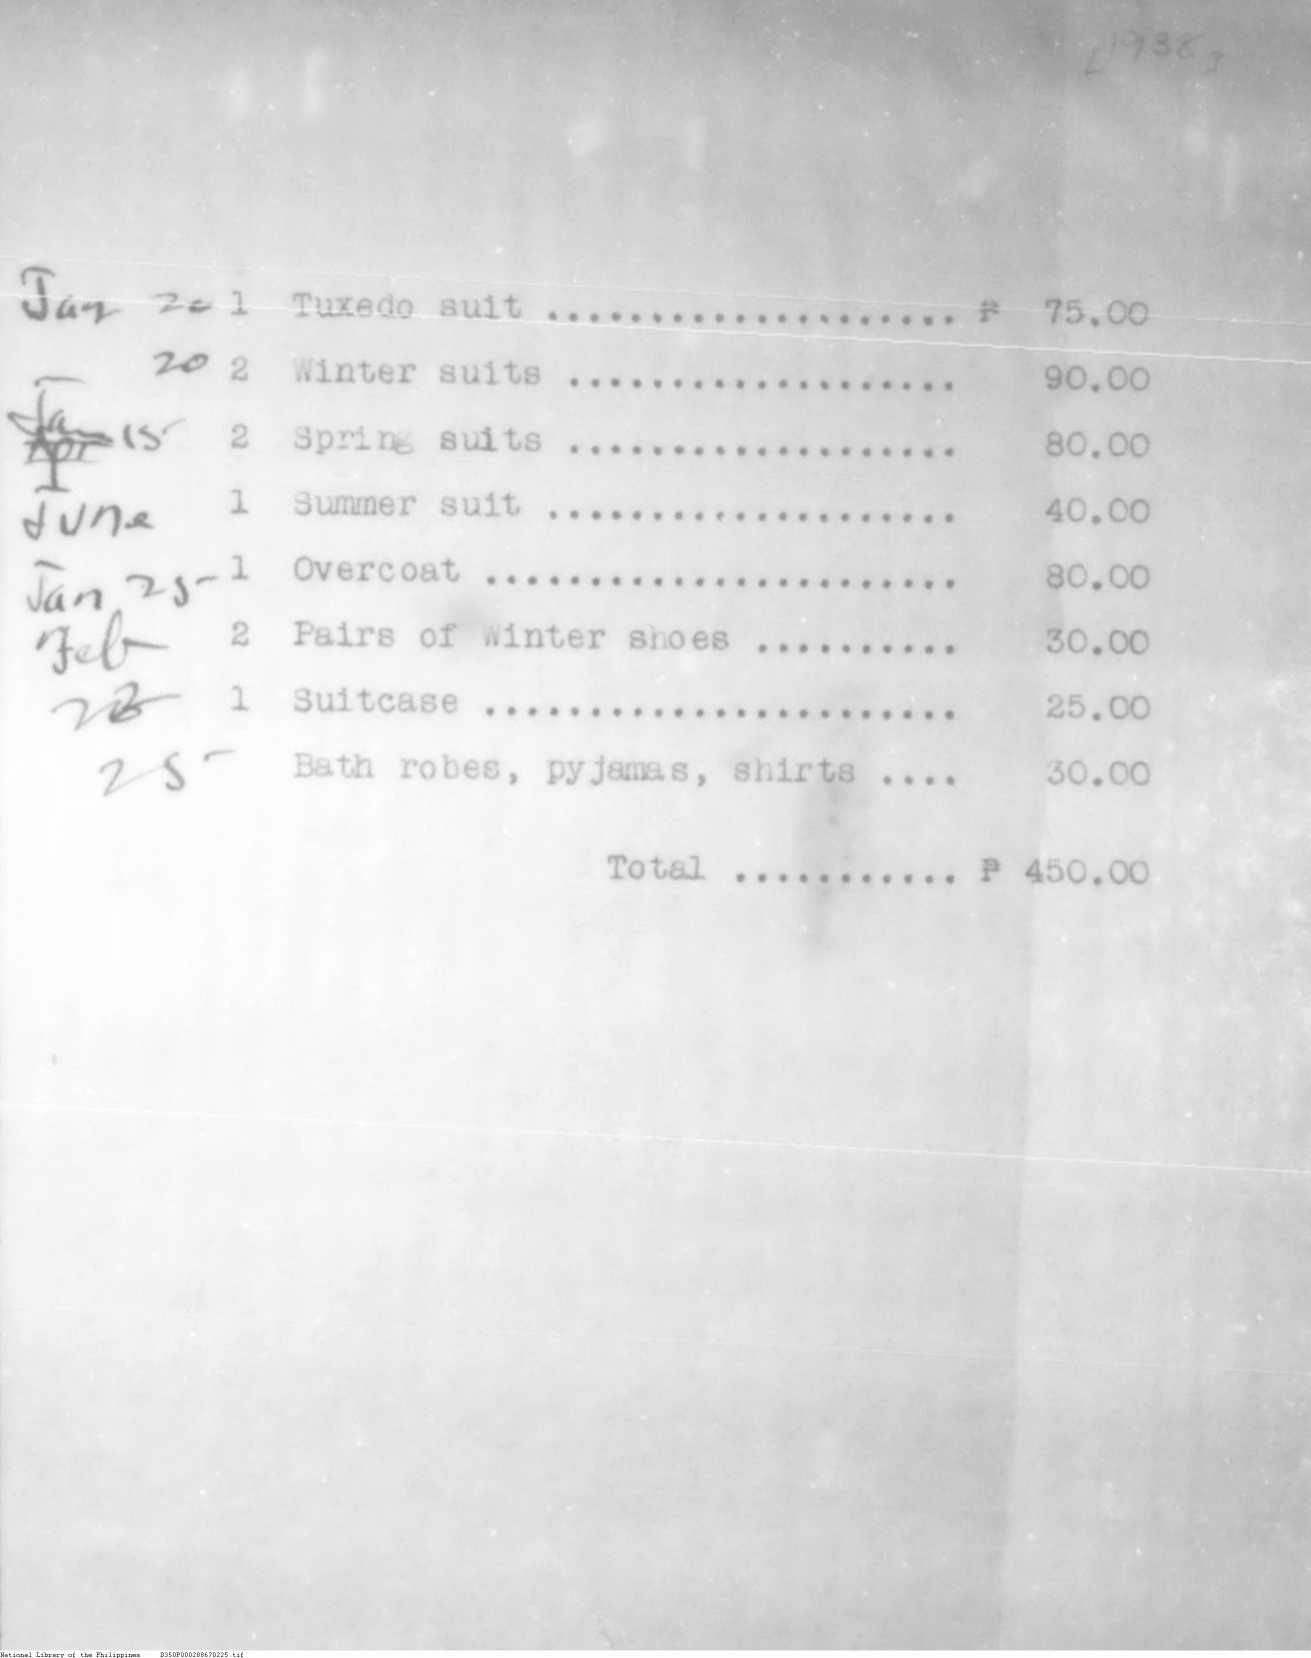 [1938]
Jan 20 1 Tuxedo suit .................... ₱ 75.00
20 2 Winter suits ................... 90.00
Jan 15 2 Spring suits ................... 80.00
June 1 Summer suit .................... 40.00
Jan 25 1 Overcoat ....................... 80.00
Feb 2 Pairs of Winter shoes .......... 30.00
1 Suitcase ....................... 25.00
25 Bath robes, pyjamas, shirts .... 30.00
Total ........... ₱ 450.00
National Library of the Philippines D350P000208670225.tif